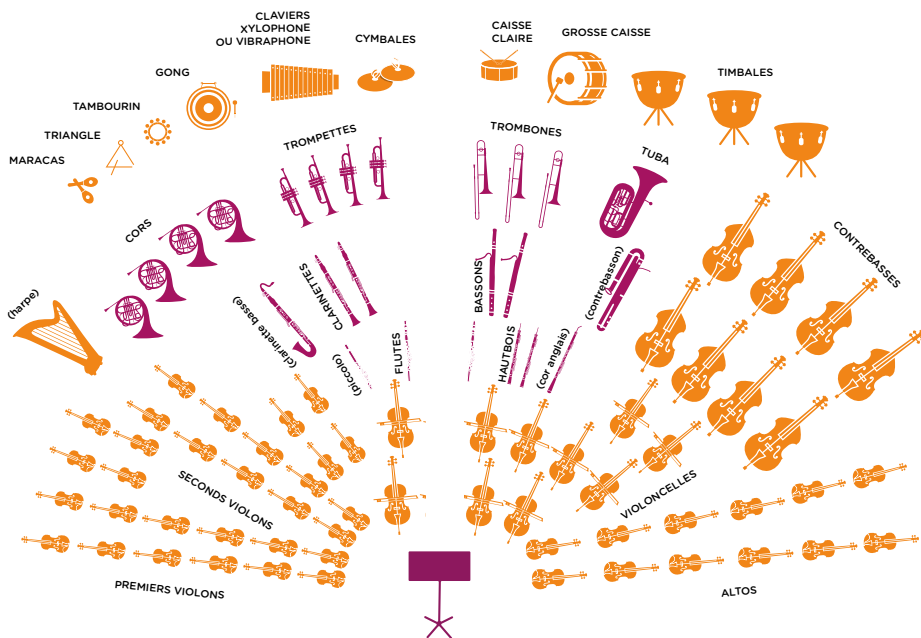 CLAVIERS
XYLOPHONE
OU VIBRAPHONE
CYMBALES
CAISSE
CLAIRE
GROSSE CAISSE
GONG
TIMBALES
TAMBOURIN
TRIANGLE
MARACAS
TROMPETTES
TROMBONES
TUBA
CORS
CONTREBASSES
(harpe)
CLARINETTES
(clarinette basse)
BASSONS
(contrebasson)
(piccolo)
FLUTES
HAUTBOIS
(cor anglais)
SECONDS VIOLONS
VIOLONCELLES
PREMIERS VIOLONS
ALTOS